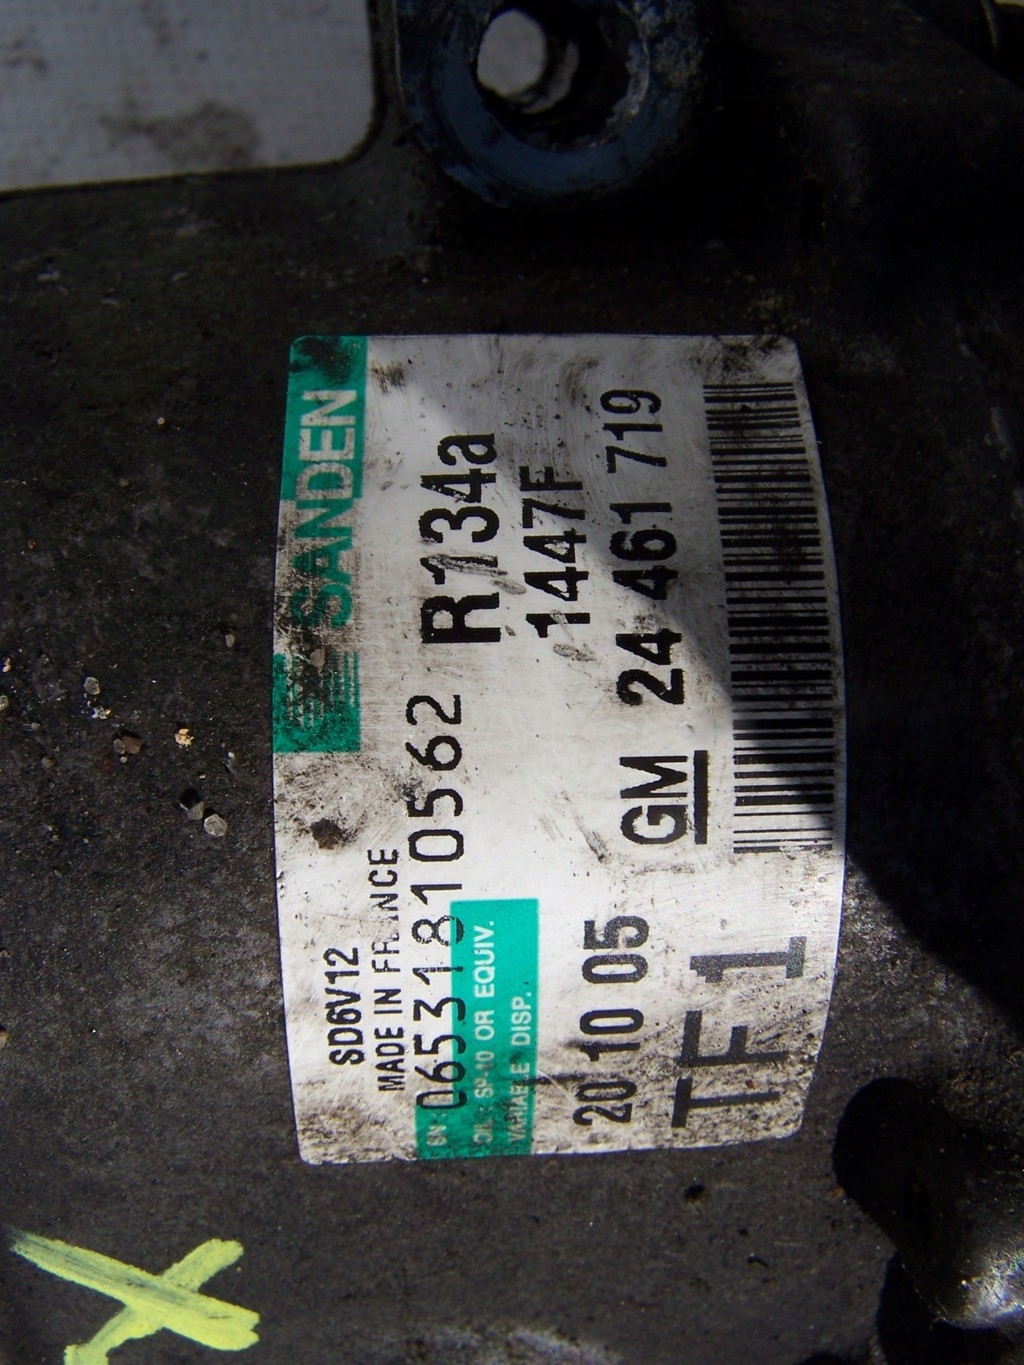 SANDEN
SD6V12
MADE IN FRANCE
SN: 06531810562 R134a
OIL: SP-10 OR EQUIV.
VARIABLE DISP.
1447F
20 10 05 GM 24 461 719
TF1